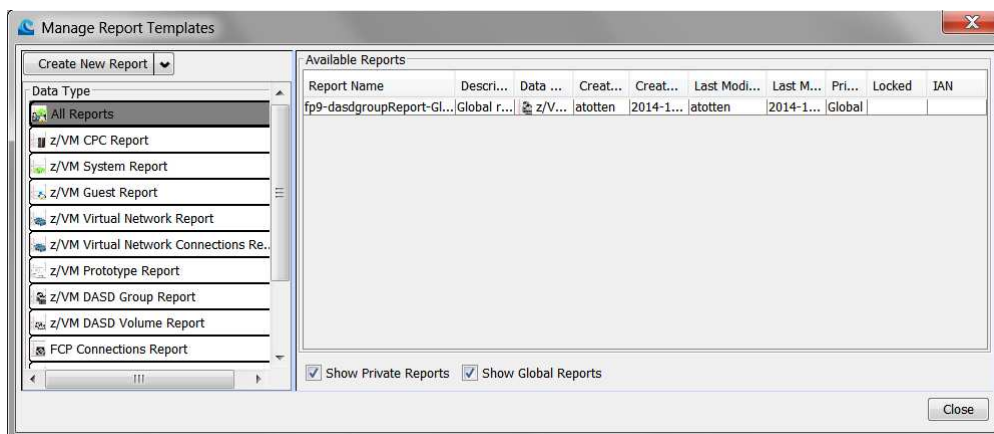 Manage Report Templates
Create New Report
Data Type
All Reports
z/VM CPC Report
z/VM System Report
z/VM Guest Report
z/VM Virtual Network Report
z/VM Virtual Network Connections Re..
z/VM Prototype Report
z/VM DASD Group Report
z/VM DASD Volume Report
FCP Connections Report
Available Reports
Report Name Descri... Data ... Creat... Creat... Last Modi... Last M... Pri... Locked IAN
fp9-dasdgroupReport-Gl... Global r... z/V... atotten 2014-1... atotten 2014-1... Global
Show Private Reports Show Global Reports
Close